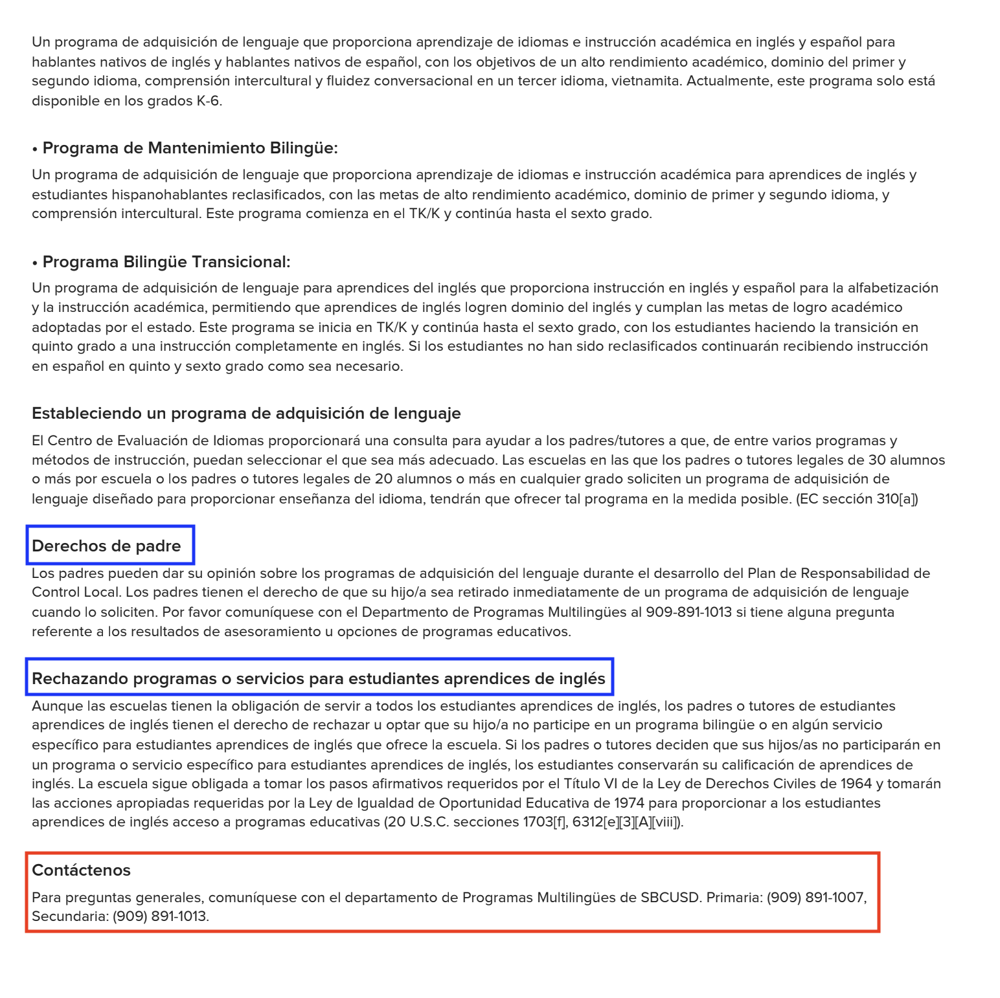 Un programa de adquisición de lenguaje que proporciona aprendizaje de idiomas e instrucción académica en inglés y español para
hablantes nativos de inglés y hablantes nativos de español, con los objetivos de un alto rendimiento académico, dominio del primer y
segundo idioma, comprensión intercultural y fluidez conversacional en un tercer idioma, vietnamita. Actualmente, este programa solo está
disponible en los grados K-6.
• Programa de Mantenimiento Bilingüe:
Un programa de adquisición de lenguaje que proporciona aprendizaje de idiomas e instrucción académica para aprendices de inglés y
estudiantes hispanohablantes reclasificados, con las metas de alto rendimiento académico, dominio de primer y segundo idioma, y
comprensión intercultural. Este programa comienza en el TK/K y continúa hasta el sexto grado.
• Programa Bilingüe Transicional:
Un programa de adquisición de lenguaje para aprendices del inglés que proporciona instrucción en inglés y español para la alfabetización
y la instrucción académica, permitiendo que aprendices de inglés logren dominio del inglés y cumplan las metas de logro académico
adoptadas por el estado. Este programa se inicia en TK/K y continúa hasta el sexto grado, con los estudiantes haciendo la transición en
quinto grado a una instrucción completamente en inglés. Si los estudiantes no han sido reclasificados continuarán recibiendo instrucción
en español en quinto y sexto grado como sea necesario.
Estableciendo un programa de adquisición de lenguaje
El Centro de Evaluación de Idiomas proporcionará una consulta para ayudar a los padres/tutores a que, de entre varios programas y
métodos de instrucción, puedan seleccionar el que sea más adecuado. Las escuelas en las que los padres o tutores legales de 30 alumnos
o más por escuela o los padres o tutores legales de 20 alumnos o más en cualquier grado soliciten un programa de adquisición de
lenguaje diseñado para proporcionar enseñanza del idioma, tendrán que ofrecer tal programa en la medida posible. (EC sección 310[a])
Derechos de padre
Los padres pueden dar su opinión sobre los programas de adquisición del lenguaje durante el desarrollo del Plan de Responsabilidad de
Control Local. Los padres tienen el derecho de que su hijo/a sea retirado inmediatamente de un programa de adquisición de lenguaje
cuando lo soliciten. Por favor comuníquese con el Departmento de Programas Multilingües al 909-891-1013 si tiene alguna pregunta
referente a los resultados de asesoramiento u opciones de programas educativos.
Rechazando programas o servicios para estudiantes aprendices de inglés
Aunque las escuelas tienen la obligación de servir a todos los estudiantes aprendices de inglés, los padres o tutores de estudiantes
aprendices de inglés tienen el derecho de rechazar u optar que su hijo/a no participe en un programa bilingüe o en algún servicio
específico para estudiantes aprendices de inglés que ofrece la escuela. Si los padres o tutores deciden que sus hijos/as no participarán en
un programa o servicio específico para estudiantes aprendices de inglés, los estudiantes conservarán su calificación de aprendices de
inglés. La escuela sigue obligada a tomar los pasos afirmativos requeridos por el Título VI de la Ley de Derechos Civiles de 1964 y tomarán
las acciones apropiadas requeridas por la Ley de Igualdad de Oportunidad Educativa de 1974 para proporcionar a los estudiantes
aprendices de inglés acceso a programas educativas (20 U.S.C. secciones 1703[f], 6312[e][3][A][viii]).
Contáctenos
Para preguntas generales, comuníquese con el departamento de Programas Multilingües de SBCUSD. Primaria: (909) 891-1007,
Secundaria: (909) 891-1013.